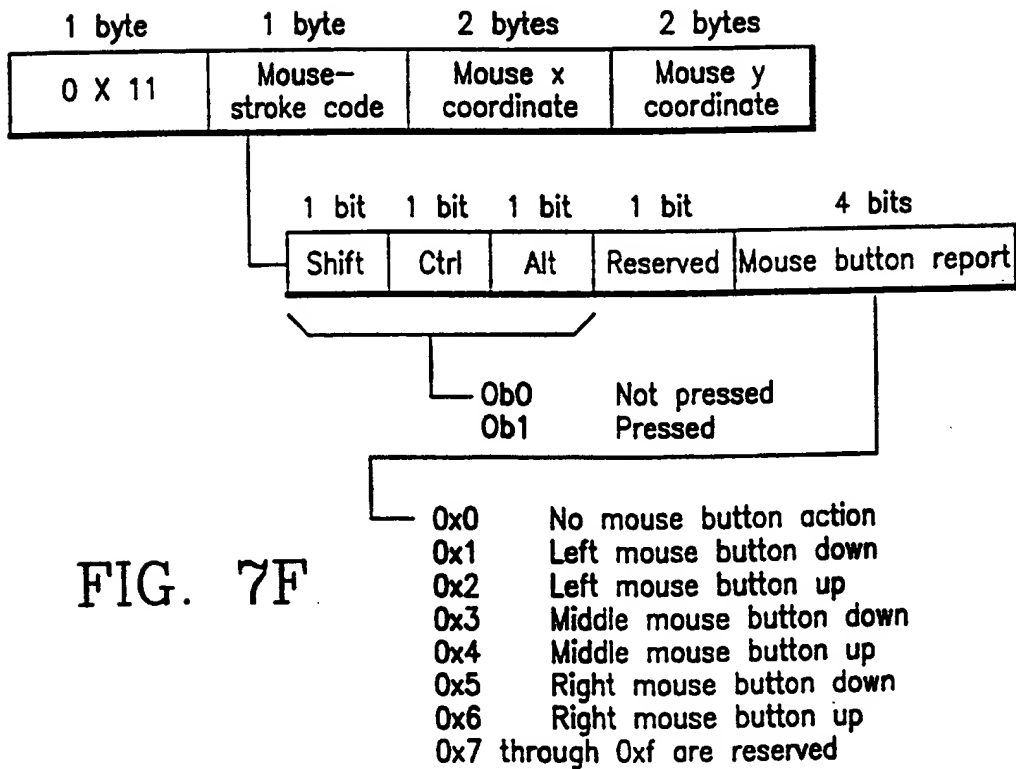 1 byte 1 byte 2 bytes 2 bytes
0 X 11 Mouse- Mouse x Mouse y
stroke code coordinate coordinate
1 bit 1 bit 1 bit 1 bit 4 bits
Shift Ctrl Alt Reserved Mouse button report
0b0 Not pressed
0b1 Pressed
0x0 No mouse button action
0x1 Left mouse button down
0x2 Left mouse button up
0x3 Middle mouse button down
0x4 Middle mouse button up
0x5 Right mouse button down
0x6 Right mouse button up
0x7 through 0xf are reserved
FIG. 7F